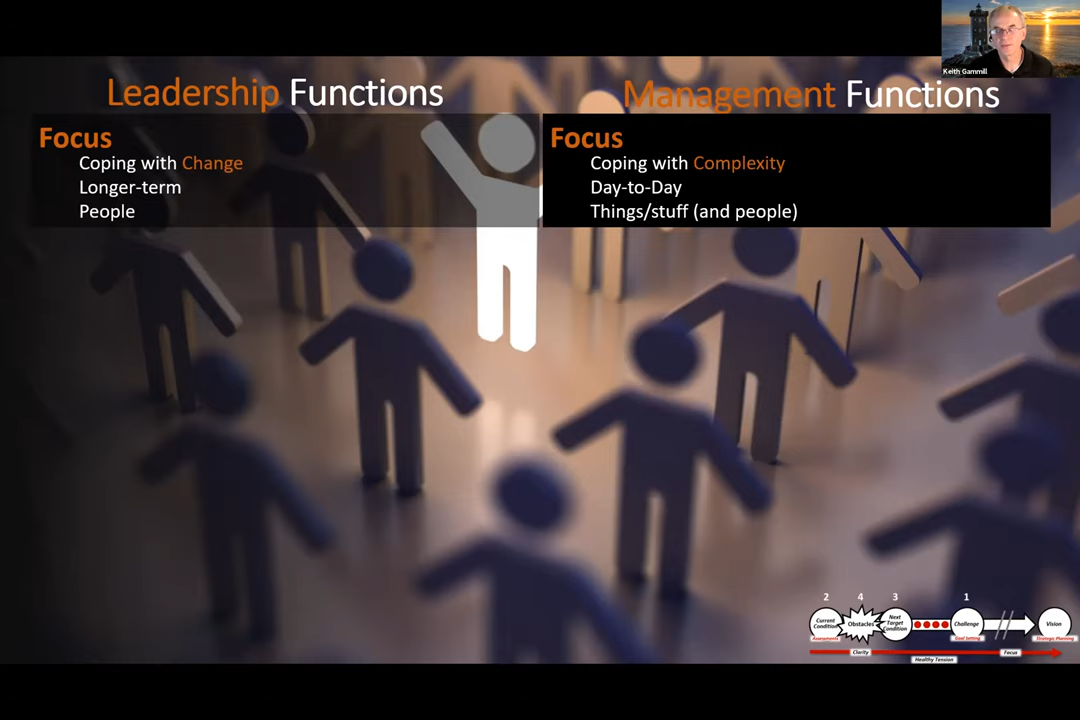 Keith Gammill
Leadership Functions
Focus
Coping with Change
Longer-term
People
Management Functions
Focus
Coping with Complexity
Day-to-Day
Things/stuff (and people)
2
4
3
1
Current
Condition
Obstacles
Next
Target
Condition
Challenge
Vision
Assessments
Goal Setting
Strategic Planning
Clarity
Focus
Healthy Tension